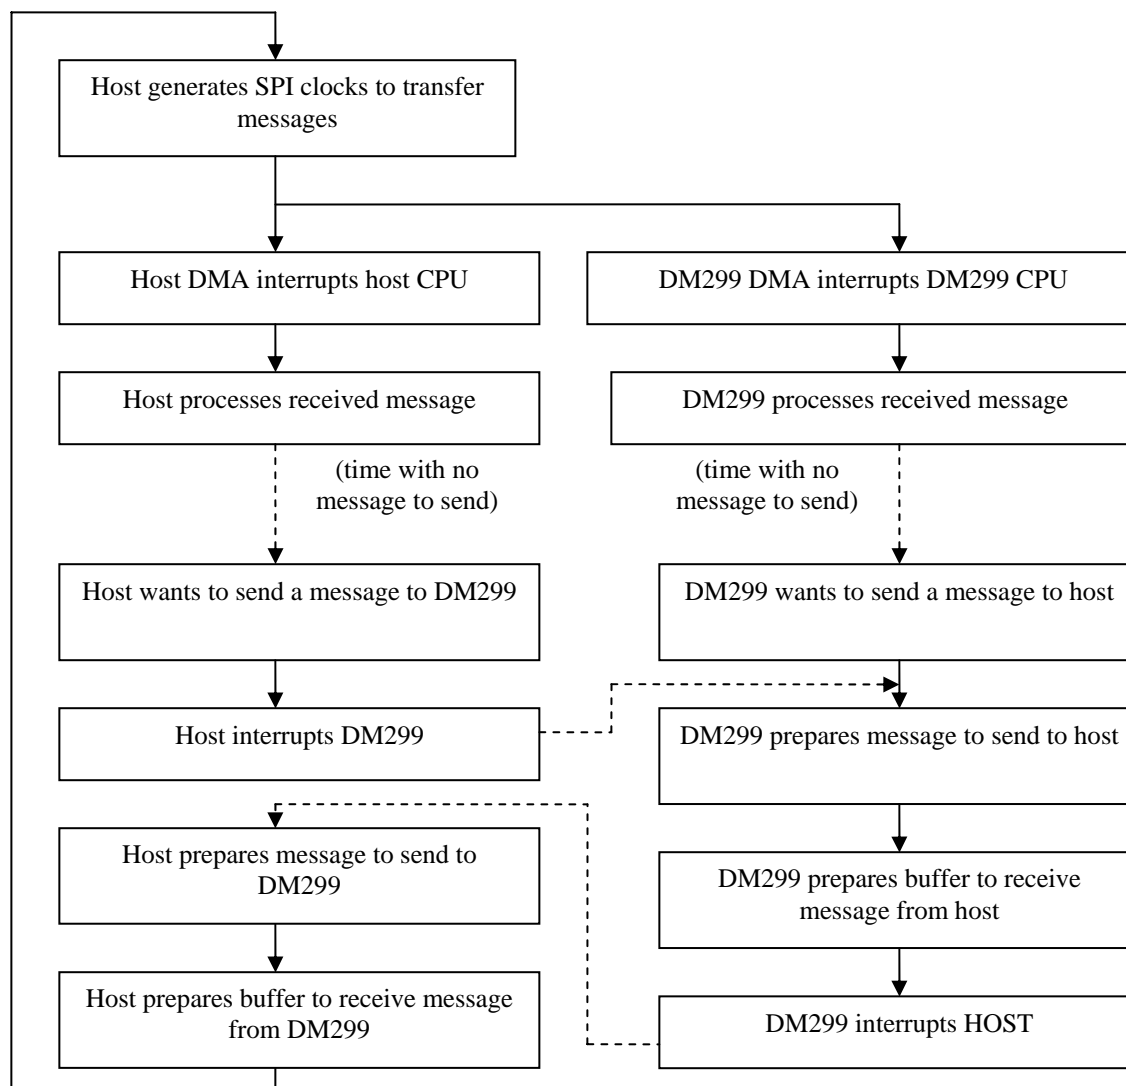 Host generates SPI clocks to transfer
messages
Host DMA interrupts host CPU
DM299 DMA interrupts DM299 CPU
Host processes received message
DM299 processes received message
(time with no
message to send)
(time with no
message to send)
Host wants to send a message to DM299
DM299 wants to send a message to host
Host interrupts DM299
DM299 prepares message to send to host
Host prepares message to send to
DM299
DM299 prepares buffer to receive
message from host
Host prepares buffer to receive message
from DM299
DM299 interrupts HOST